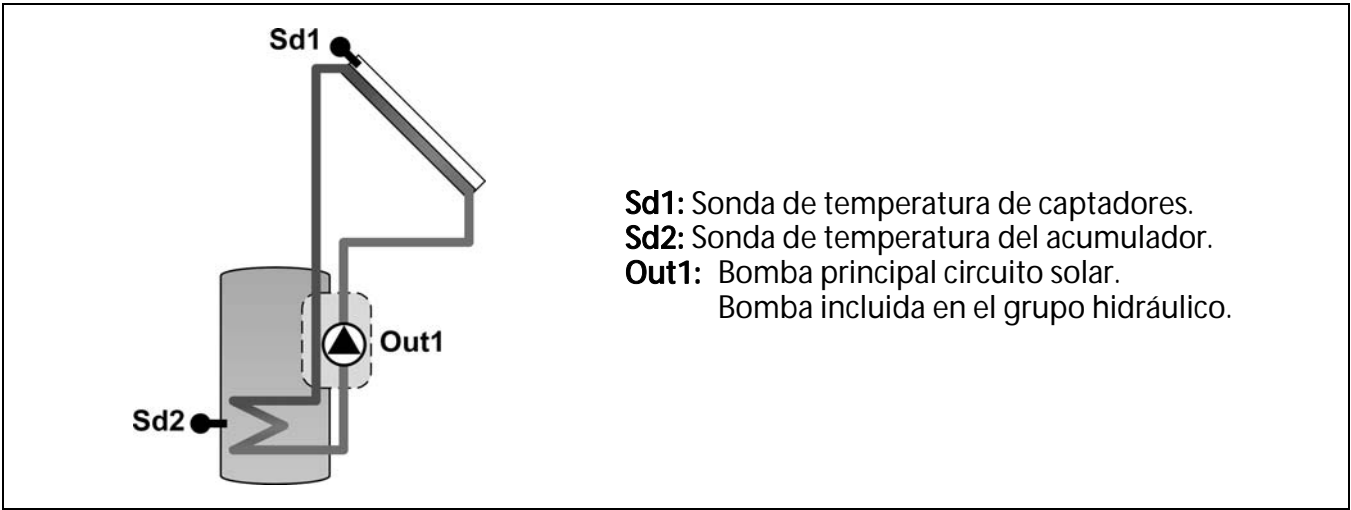 Sd1
Sd1: Sonda de temperatura de captadores.
Sd2: Sonda de temperatura del acumulador.
Out1: Bomba principal circuito solar.
Bomba incluida en el grupo hidráulico.
Out1
Sd2